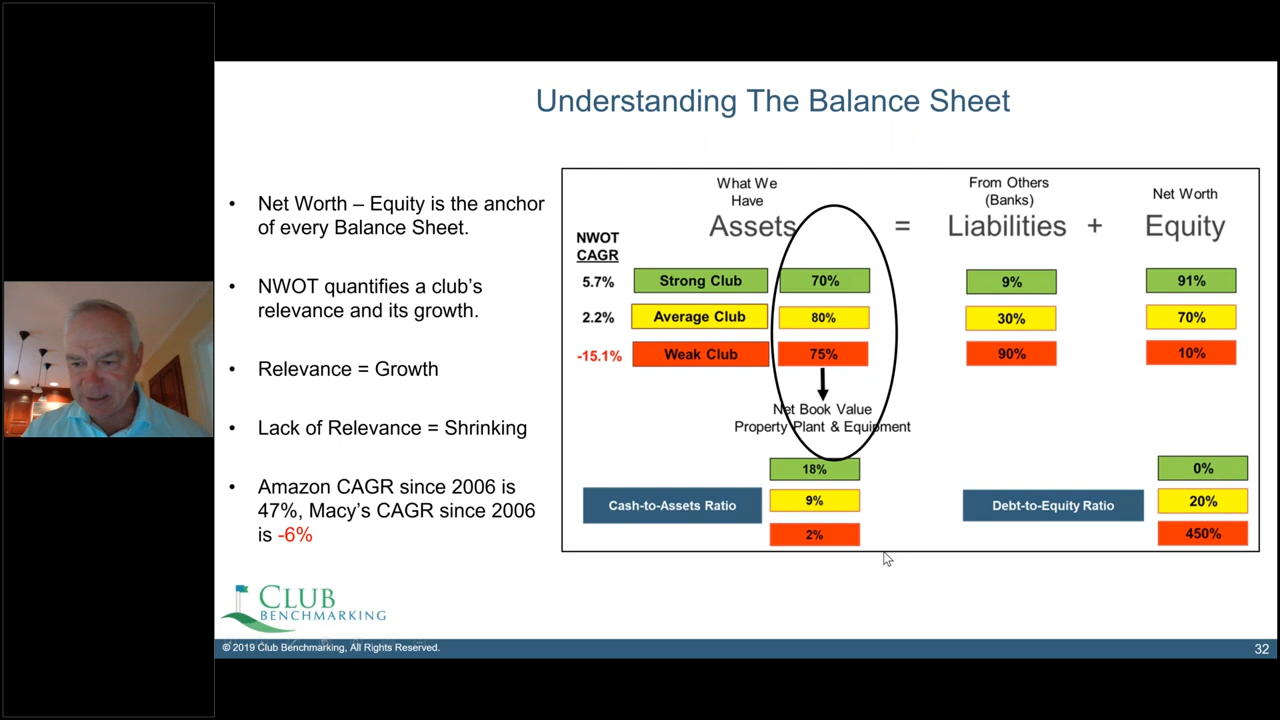 Understanding The Balance Sheet
• Net Worth – Equity is the anchor
of every Balance Sheet.
• NWOT quantifies a club's
relevance and its growth.
• Relevance = Growth
• Lack of Relevance = Shrinking
• Amazon CAGR since 2006 is
47%, Macy's CAGR since 2006
is -6%
What We
Have
Assets
=
From Others
(Banks)
Liabilities
+
Net Worth
Equity
NWOT
CAGR
5.7% Strong Club 70% 9% 91%
2.2% Average Club 80% 30% 70%
-15.1% Weak Club 75% 90% 10%
Net Book Value
Property Plant & Equipment
Cash-to-Assets Ratio
18%
9%
2%
Debt-to-Equity Ratio
0%
20%
450%
CLUB
BENCHMARKING
© 2019 Club Benchmarking, All Rights Reserved.
32